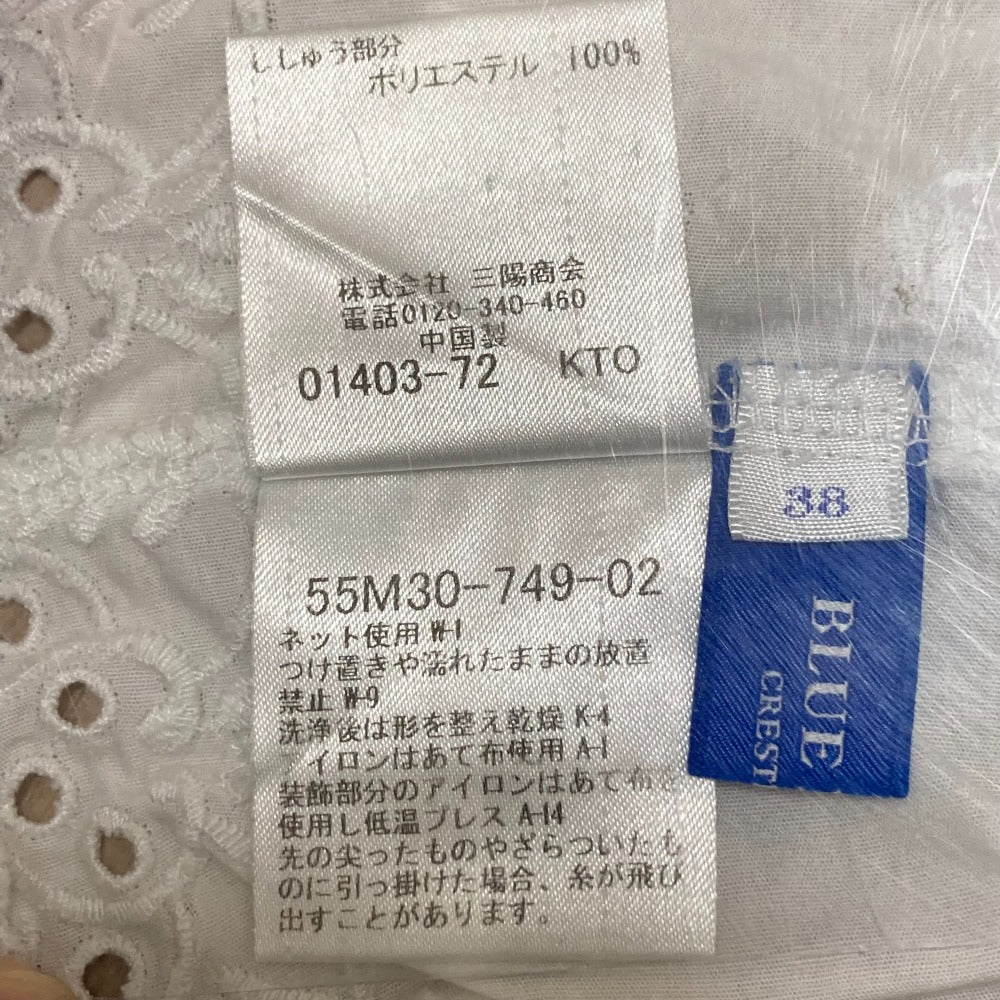 ししゅう部分
ポリエステル 100%
株式会社 三陽商会
電話0120-340-460
中国製
01403-72 KTO
55M30-749-02
ネット使用 W-1
つけ置きや濡れたままの放置
禁止 W-9
洗浄後は形を整え乾燥 K-4
アイロンはあて布使用 A-1
装飾部分のアイロンはあて布を
使用し低温プレス A-14
先の尖ったものやざらついたも
のに引っ掛けた場合、糸が飛び
出すことがあります。
38
BLUE
CREST